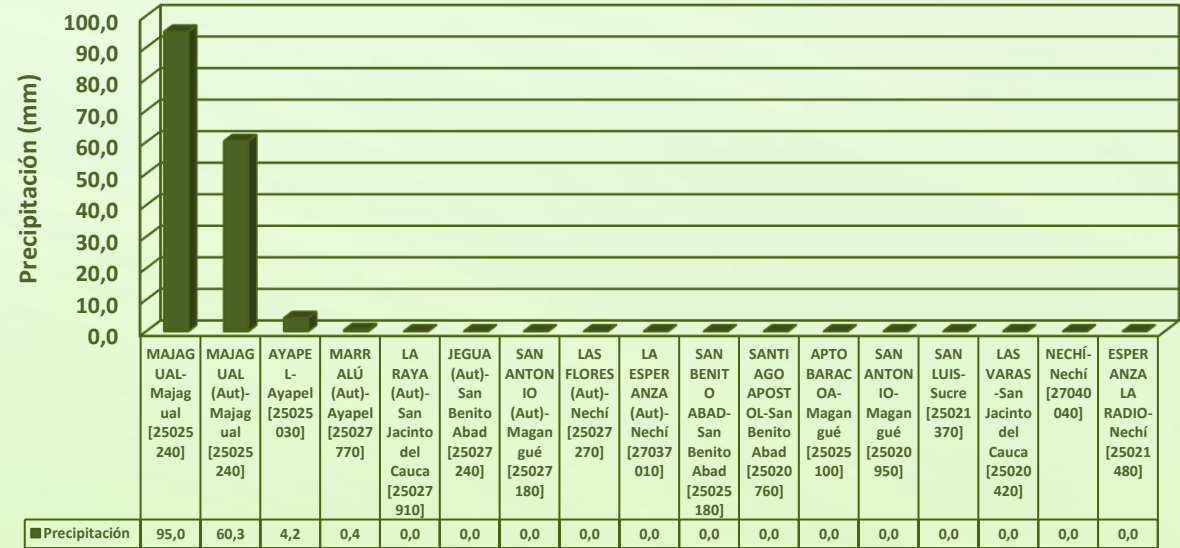 Precipitación (mm)
100,0
90,0
80,0
70,0
60,0
50,0
40,0
30,0
20,0
10,0
0,0
MAJAG
UAL-
Majag
ual
[25025
240]
MAJAG
UAL
(Aut)-
Majag
ual
[25025
240]
AYAPE
L-
Ayapel
[25025
030]
MARR
ALÚ
(Aut)-
Ayapel
[25027
770]
LA
RAYA
(Aut)-
San
Jacinto
del
Cauca
[25027
910]
JEGUA
(Aut)-
San
Benito
Abad
[25027
240]
SAN
ANTON
IO
(Aut)-
Magan
gué
[25027
180]
LAS
FLORES
(Aut)-
Nechí
[25027
270]
LA
ESPER
ANZA
(Aut)-
Nechí
[27037
010]
SAN
BENIT
O
ABAD-
San
Benito
Abad
[25025
180]
SANTI
AGO
APOST
OL-San
Benito
Abad
[25020
760]
APTO
BARAC
OA-
Magan
gué
[25025
100]
SAN
ANTON
IO-
Magan
gué
[25020
950]
SAN
LUIS-
Sucre
[25021
370]
LAS
VARAS
-San
Jacinto
del
Cauca
[25020
420]
NECHÍ-
Nechí
[27040
040]
ESPER
ANZA
LA
RADIO-
Nechí
[25021
480]
Precipitación 95,0 60,3 4,2 0,4 0,0 0,0 0,0 0,0 0,0 0,0 0,0 0,0 0,0 0,0 0,0 0,0 0,0